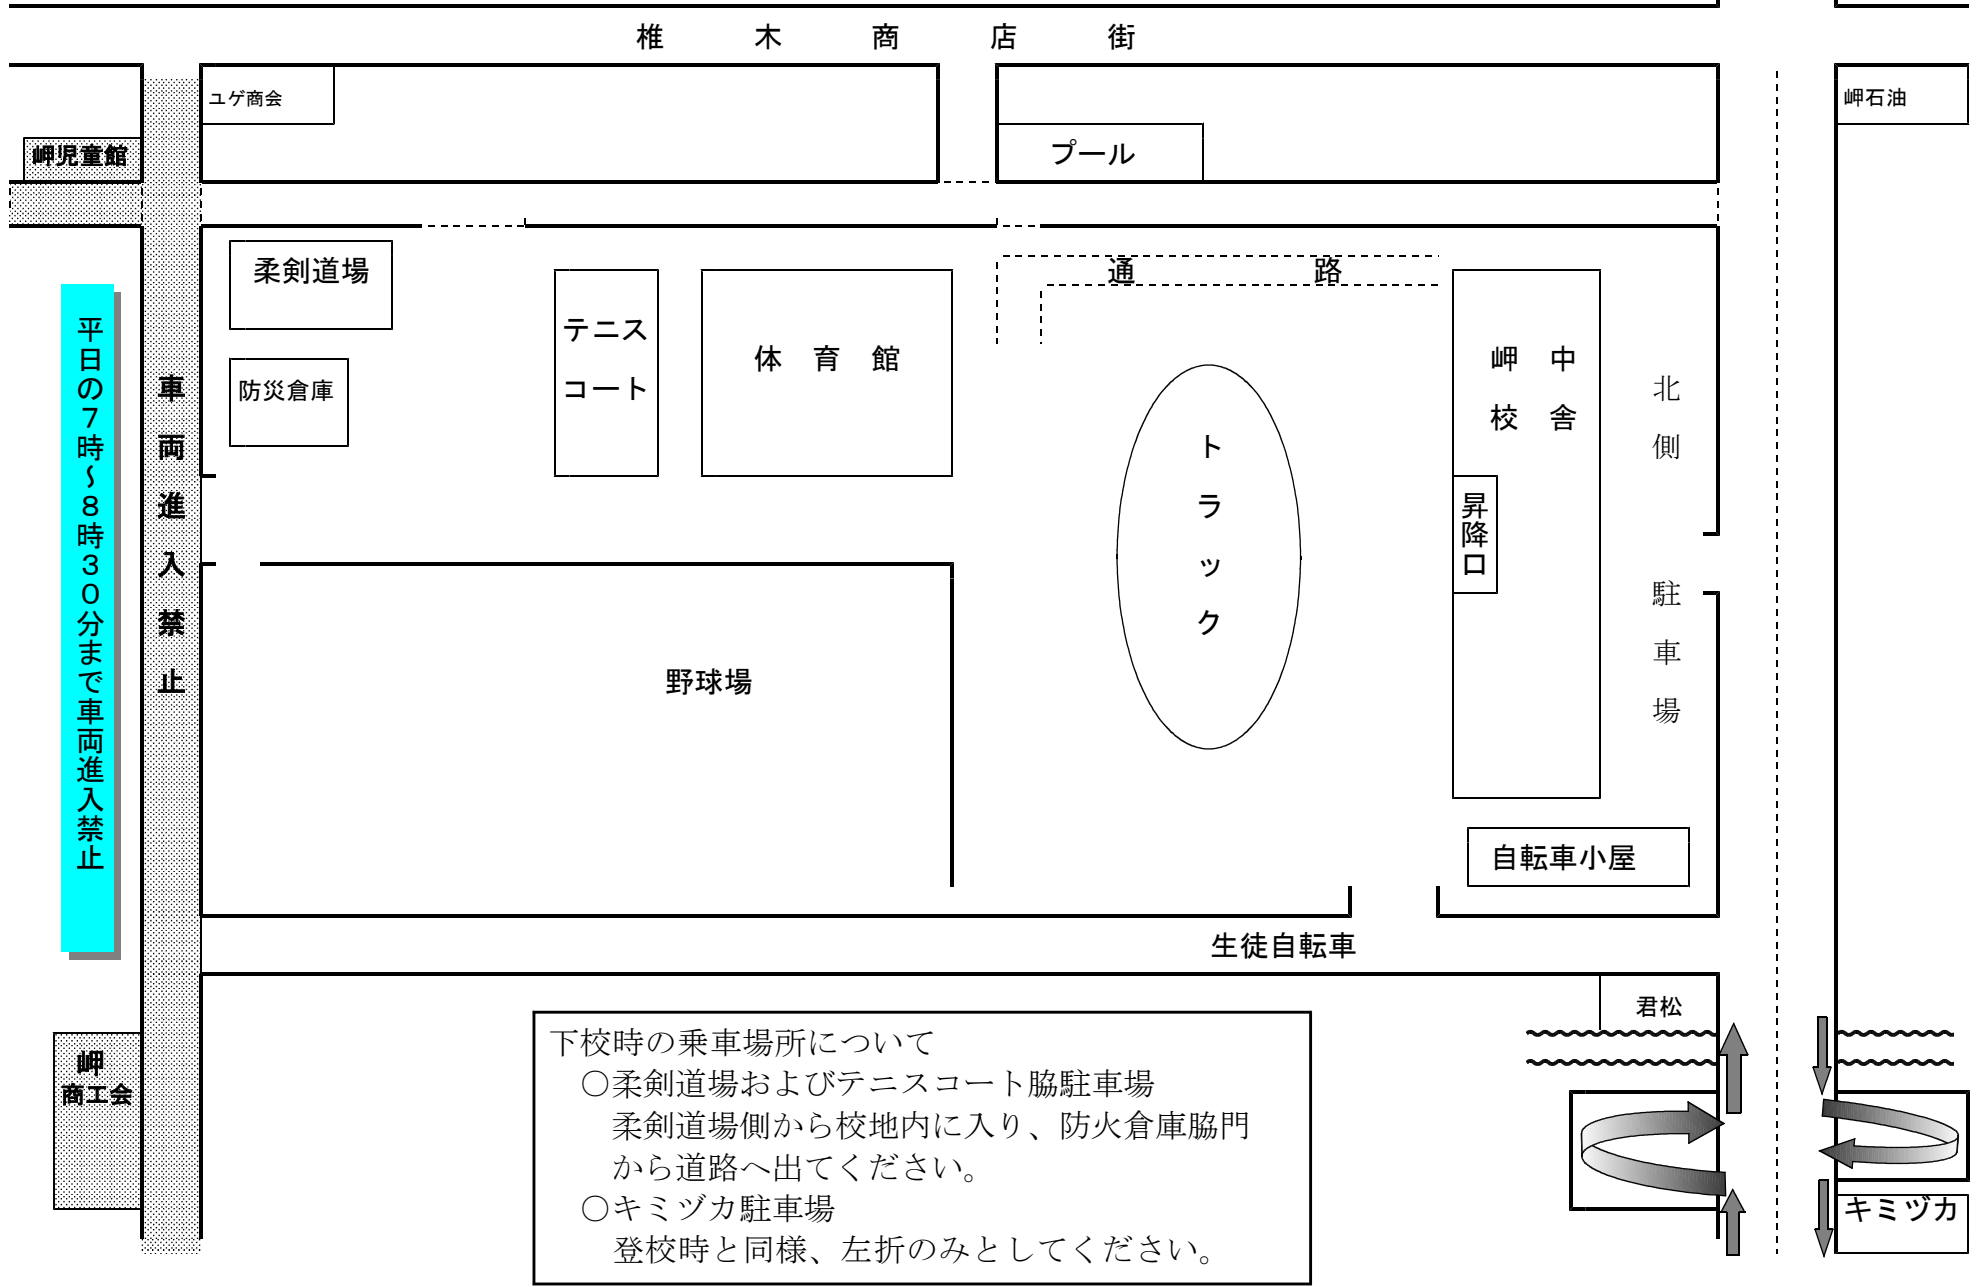 椎木商店街
ユゲ商会
岬石油
岬児童館
プール
柔剣道場
通路
テニス
コート
体育館
岬中
校舎
防災倉庫
北側駐車場
平日の7時～8時30分まで車両進入禁止
車両進入禁止
トラック
昇降口
野球場
自転車小屋
生徒自転車
君松
岬
商工会
下校時の乗車場所について
○柔剣道場およびテニスコート脇駐車場
柔剣道場側から校地内に入り、防火倉庫脇門
から道路へ出てください。
○キミヅカ駐車場
登校時と同様、左折のみとしてください。
キミヅカ